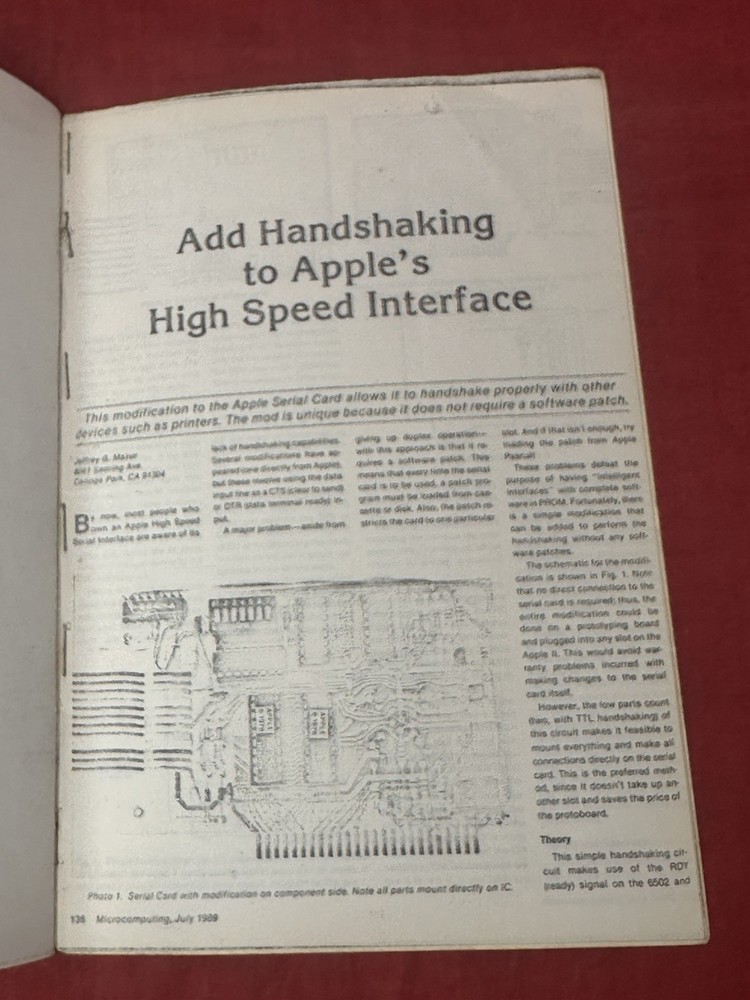 Add Handshaking
to Apple's
High Speed Interface
This modification to the Apple Serial Card allows it to handshake properly with other
devices such as printers. The mod is unique because it does not require a software patch.
Jeffrey G. Mazur
Ave.
Park, CA 91304
By now, most people who
own an Apple High Speed
Serial Interface are aware of its
lack of handshaking capabilities.
Several modifications have ap-
peared (one directly from Apple),
but these involve using the data
input line as a CTS (clear to send)
or DTR (data terminal ready) in-
put.
A major problem—aside from
giving up duplex operation—
with this approach is that it re-
quires a software patch. This
means that every time the serial
card is to be used, a patch pro-
gram must be loaded from cas-
sette or disk. Also, the patch re-
stricts the card to one particular
slot. And if that isn't enough, try
loading the patch from Apple
Pascal!
These problems defeat the
purpose of having "intelligent
interfaces" with complete soft-
ware in PROM. Fortunately, there
is a simple modification that
can be added to perform the
handshaking without any soft-
ware patches.
The schematic for the modifi-
cation is shown in Fig. 1. Note
that no direct connection to the
serial card is required; thus, the
entire modification could be
done on a prototyping board
and plugged into any slot on the
Apple II. This would avoid war-
ranty problems incurred with
making changes to the serial
card itself.
However, the low parts count
(two, with TTL handshaking) of
this circuit makes it feasible to
mount everything and make all
connections directly on the serial
card. This is the preferred meth-
od, since it doesn't take up an-
other slot and saves the price of
the protoboard.
Theory
This simple handshaking cir-
cuit makes use of the RDY
(ready) signal on the 6502 and
APPLE
APPLE
Photo 1. Serial Card with modification on component side. Note all parts mount directly on IC.
136 Microcomputing, July 1989